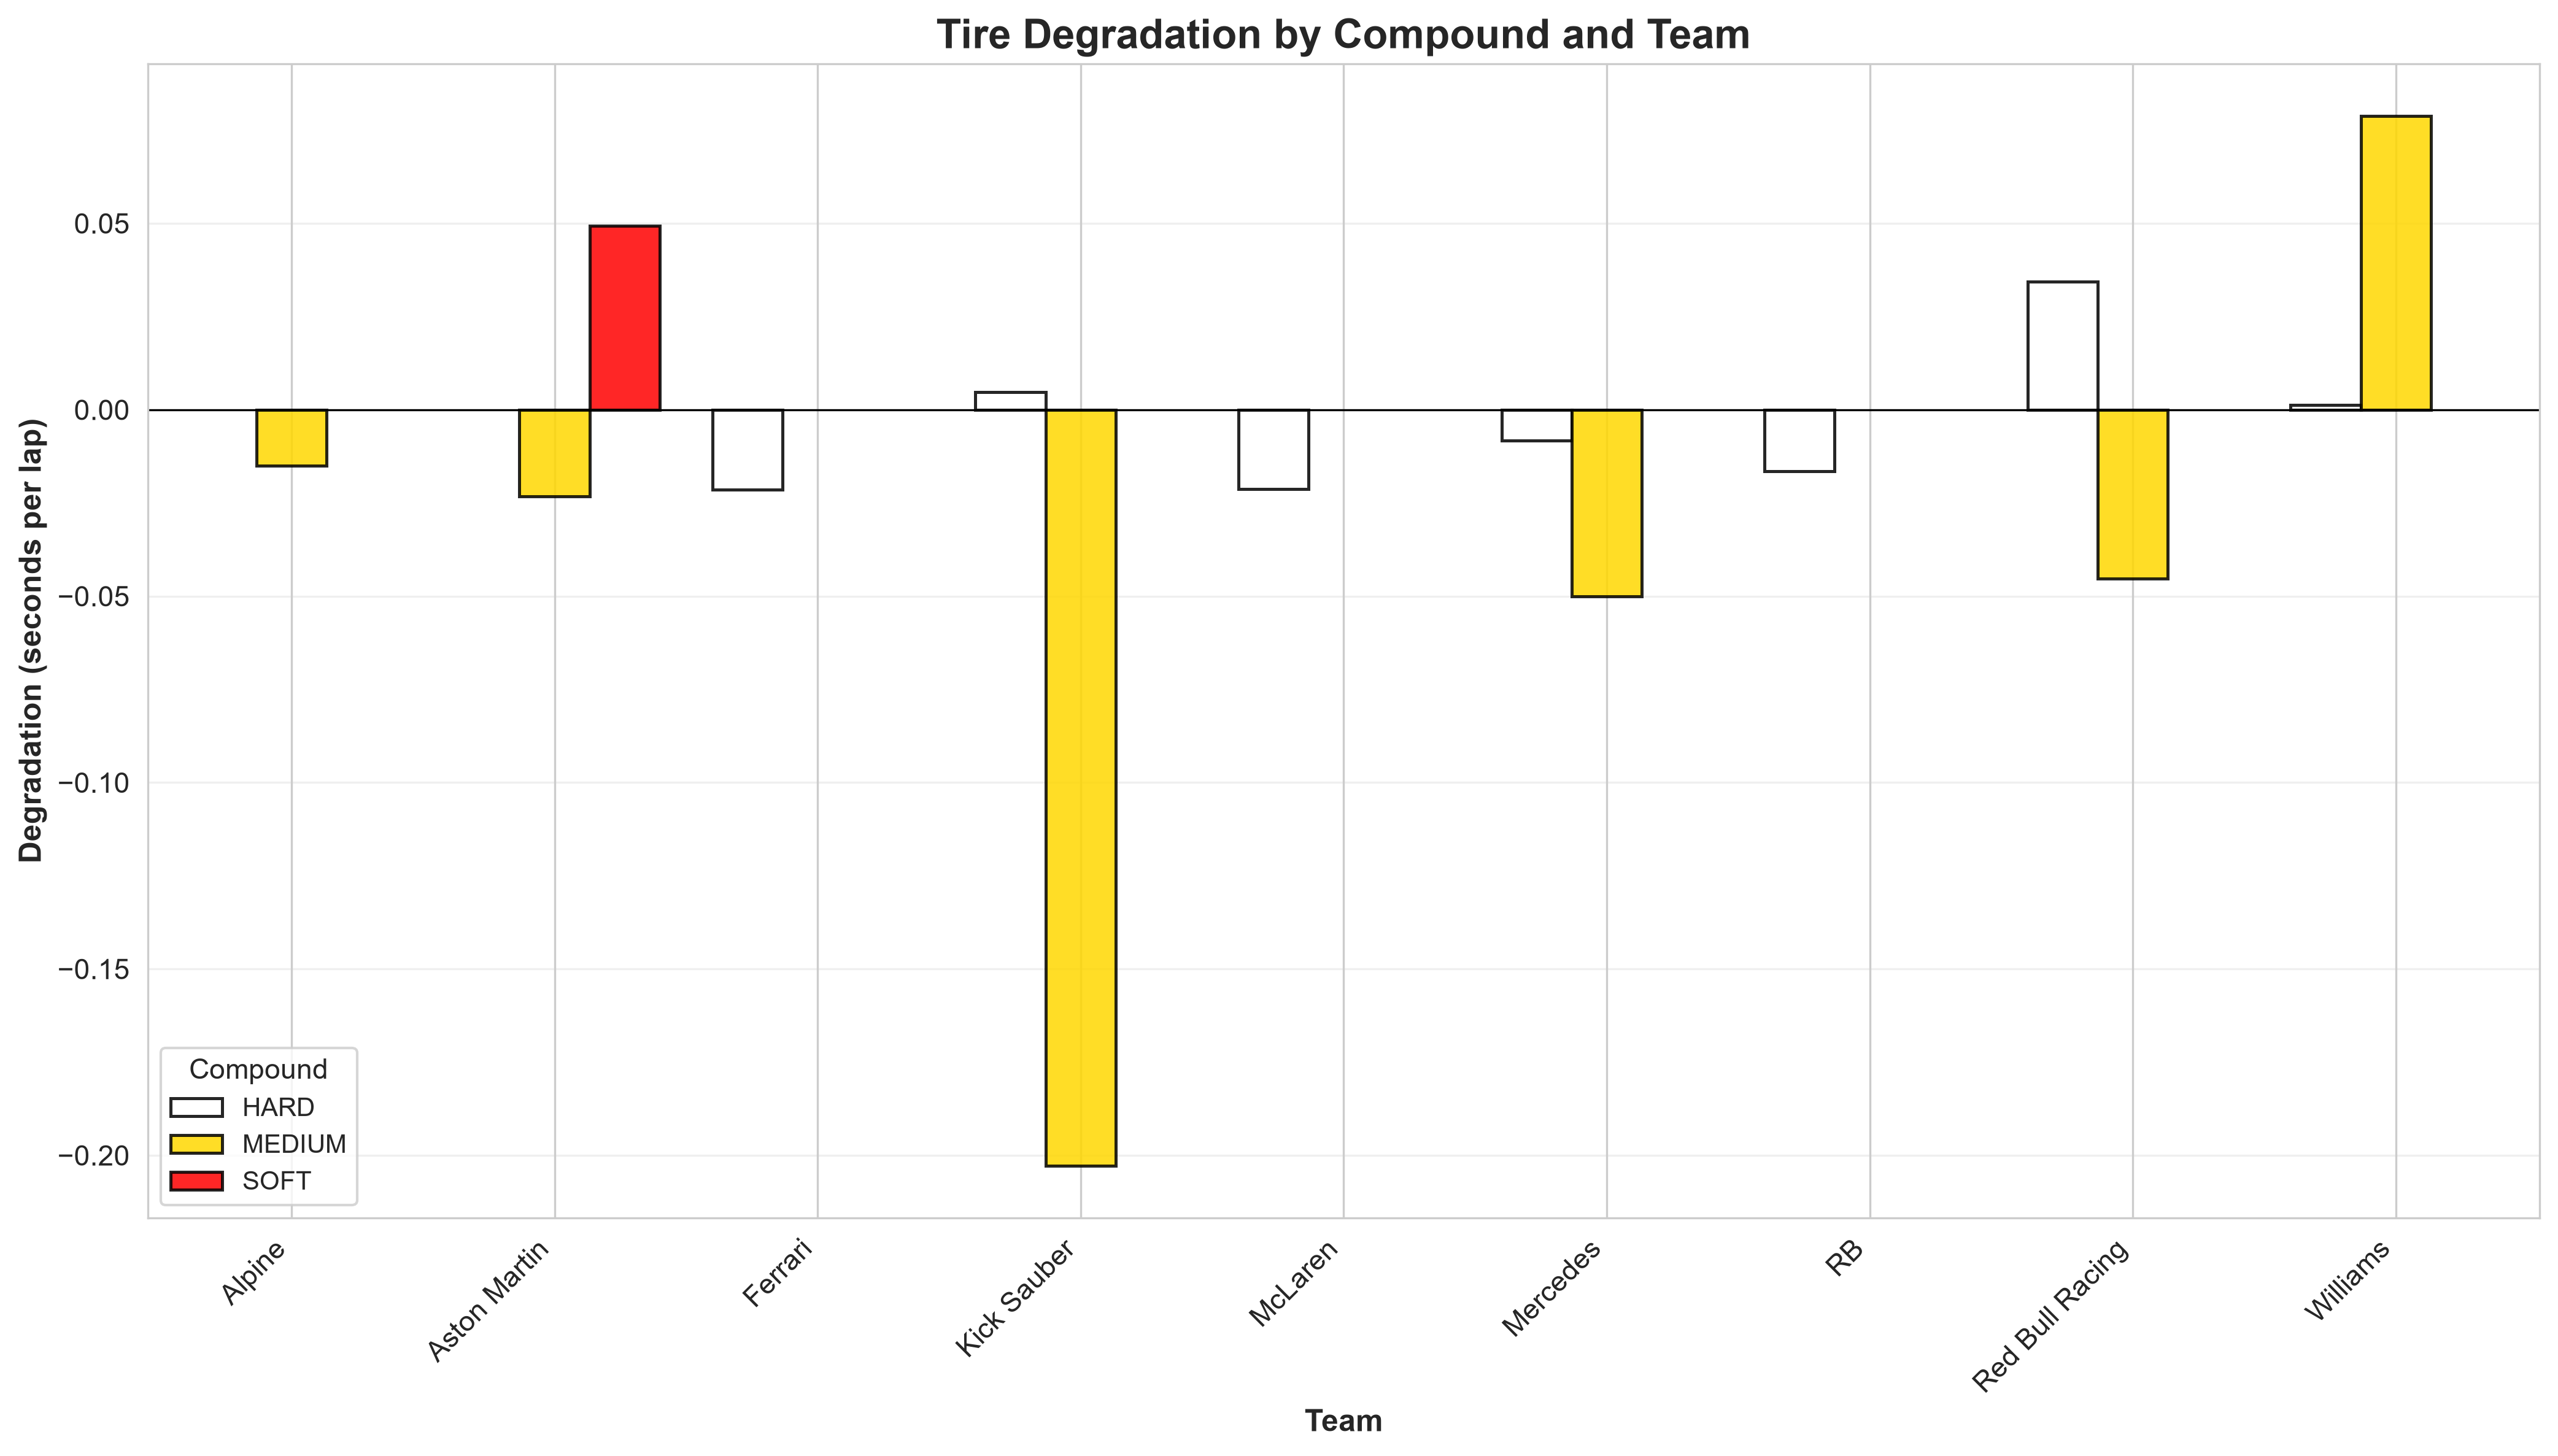 Tire Degradation by Compound and Team
Degradation (seconds per lap)
0.05
0.00
−0.05
−0.10
−0.15
−0.20
Compound
HARD
MEDIUM
SOFT
Alpine
Aston Martin
Ferrari
Kick Sauber
McLaren
Mercedes
RB
Red Bull Racing
Williams
Team